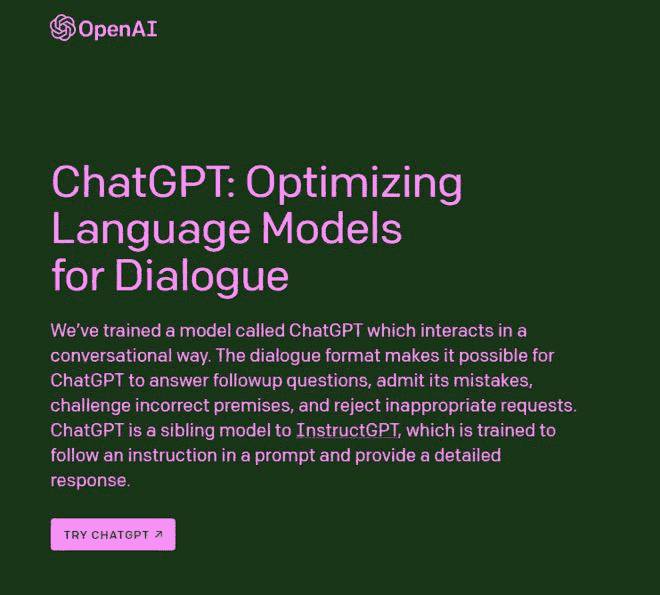 OpenAI
ChatGPT: Optimizing
Language Models
for Dialogue
We’ve trained a model called ChatGPT which interacts in a
conversational way. The dialogue format makes it possible for
ChatGPT to answer followup questions, admit its mistakes,
challenge incorrect premises, and reject inappropriate requests.
ChatGPT is a sibling model to InstructGPT, which is trained to
follow an instruction in a prompt and provide a detailed
response.
TRY CHATGPT ↗